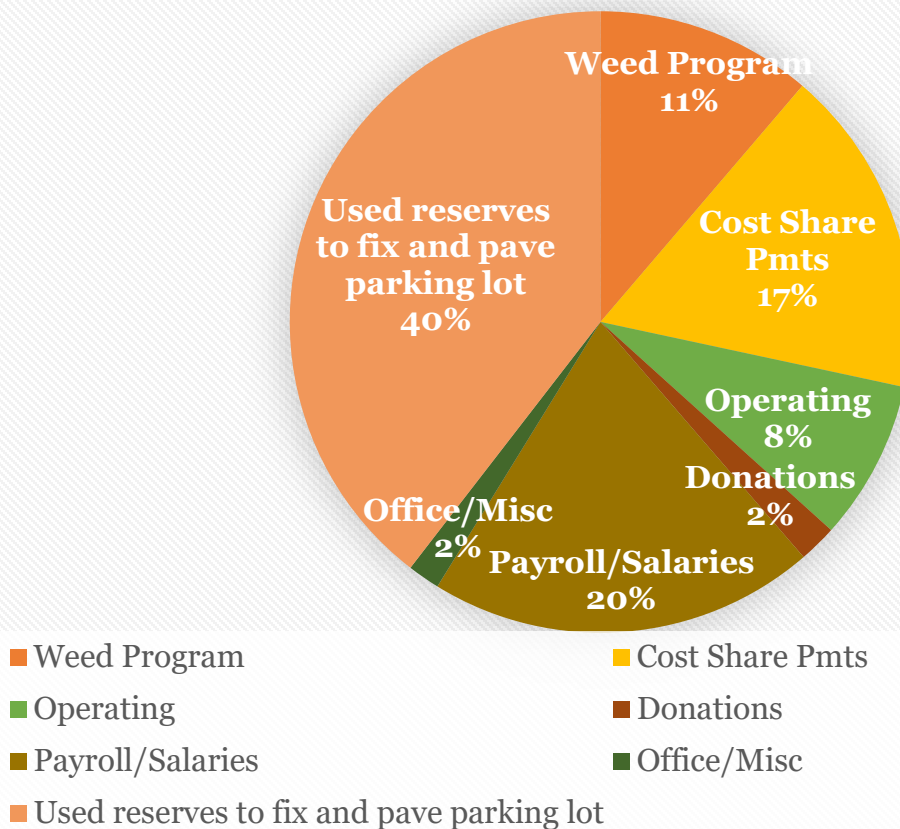 Weed Program
11%
Used reserves
to fix and pave
parking lot
40%
Cost Share
Pmts
17%
Operating
8%
Donations
2%
Office/Misc
2%
Payroll/Salaries
20%
Weed Program
Cost Share Pmts
Operating
Donations
Payroll/Salaries
Office/Misc
Used reserves to fix and pave parking lot